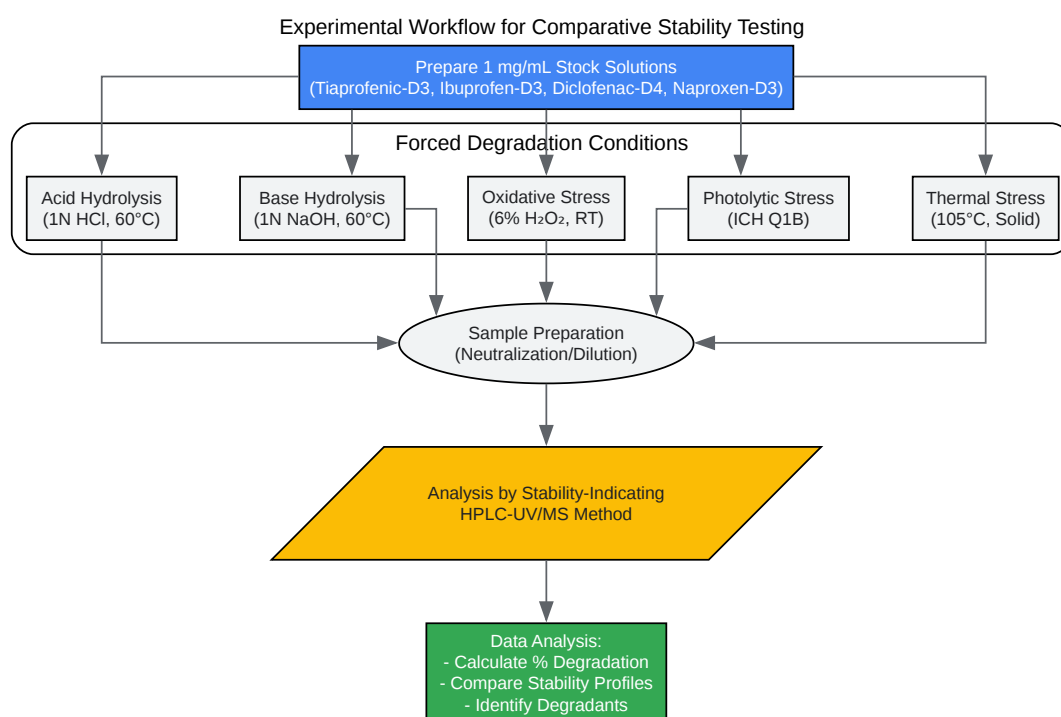 Experimental Workflow for Comparative Stability Testing
Prepare 1 mg/mL Stock Solutions
(Tiaprofenic-D3, Ibuprofen-D3, Diclofenac-D4, Naproxen-D3)
Forced Degradation Conditions
Acid Hydrolysis
(1N HCl, 60°C)
Base Hydrolysis
(1N NaOH, 60°C)
Oxidative Stress
(6% H₂O₂, RT)
Photolytic Stress
(ICH Q1B)
Thermal Stress
(105°C, Solid)
Sample Preparation
(Neutralization/Dilution)
Analysis by Stability-Indicating
HPLC-UV/MS Method
Data Analysis:
- Calculate % Degradation
- Compare Stability Profiles
- Identify Degradants